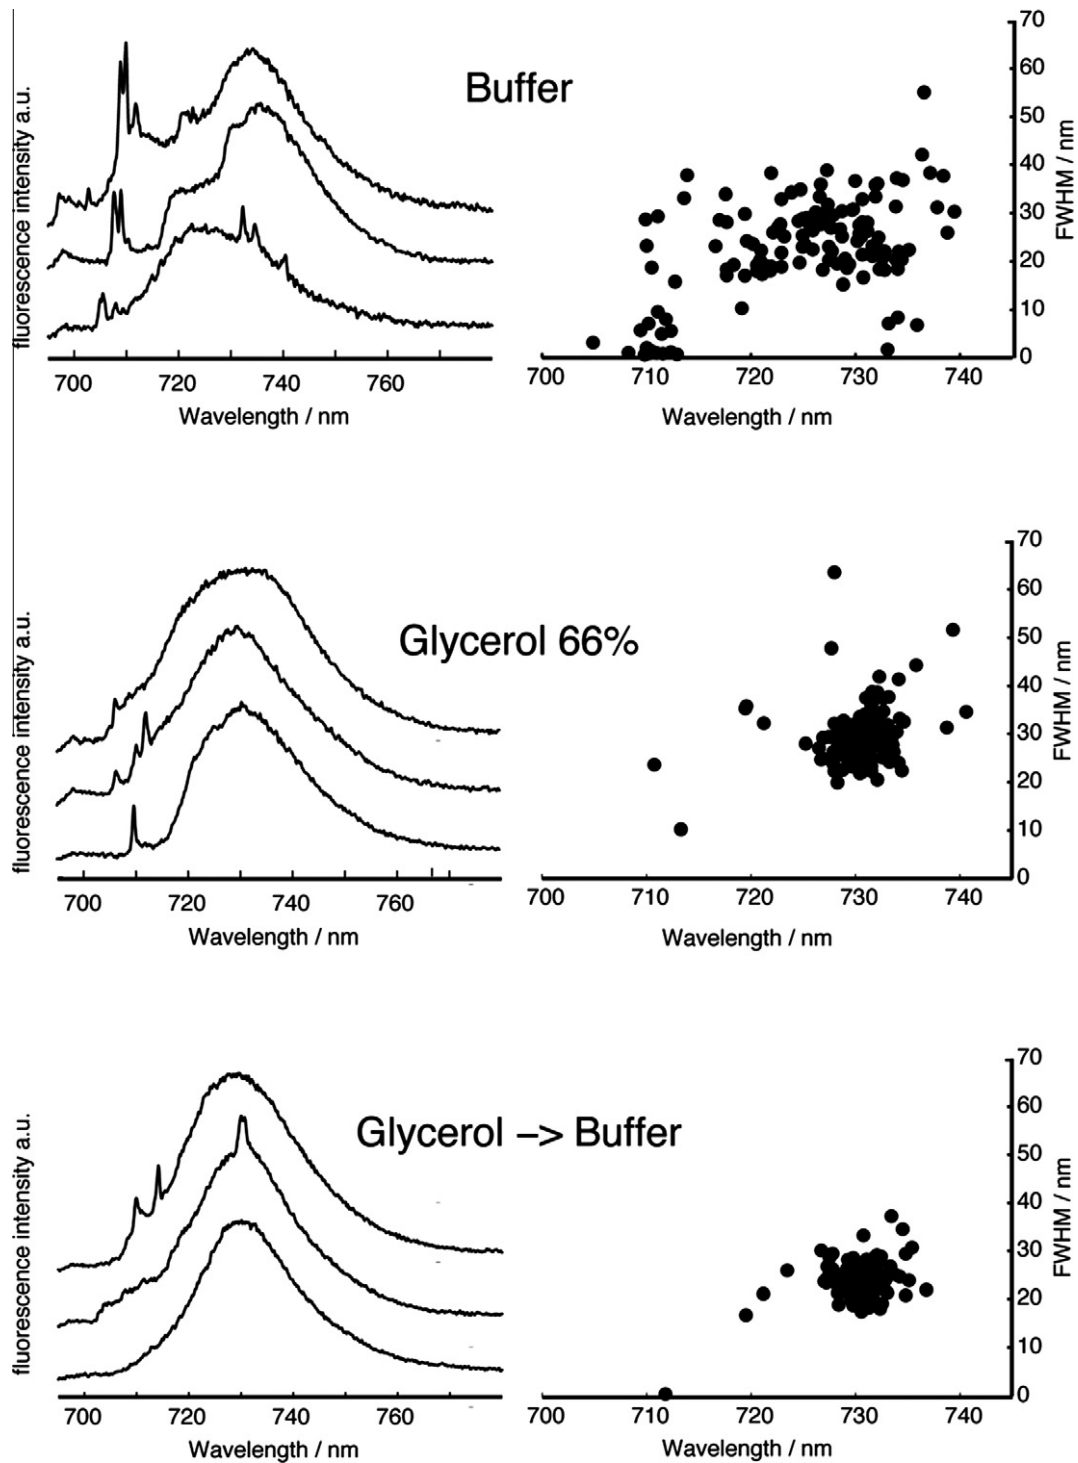 Buffer
fluorescence intensity a.u.
700 720 740 760
Wavelength / nm
70
60
50
40
30
20
10
0
FWHM / nm
700 710 720 730 740
Wavelength / nm
Glycerol 66%
fluorescence intensity a.u.
700 720 740 760
Wavelength / nm
70
60
50
40
30
20
10
0
FWHM / nm
700 710 720 730 740
Wavelength / nm
Glycerol –> Buffer
fluorescence intensity a.u.
700 720 740 760
Wavelength / nm
70
60
50
40
30
20
10
0
FWHM / nm
700 710 720 730 740
Wavelength / nm